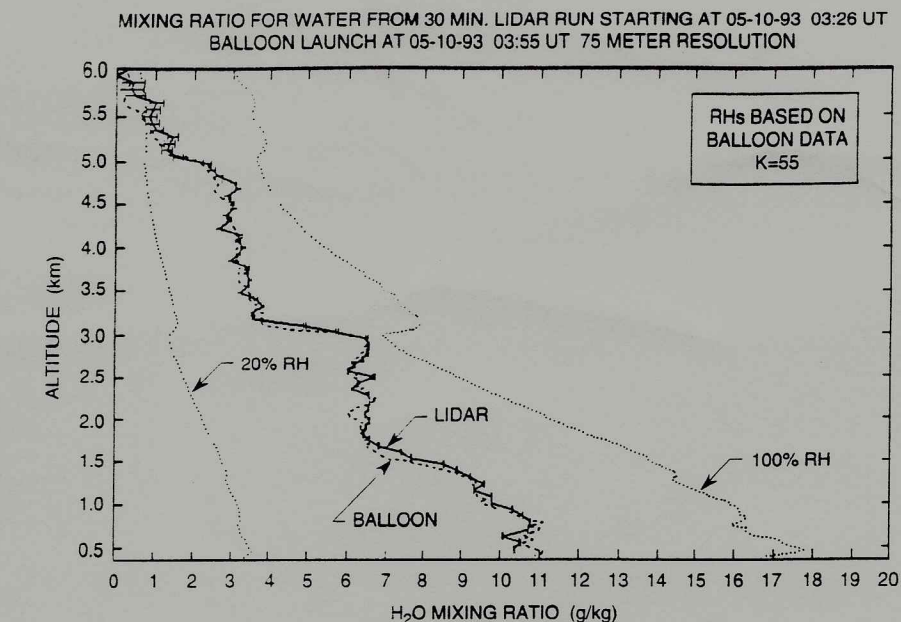 MIXING RATIO FOR WATER FROM 30 MIN. LIDAR RUN STARTING AT 05-10-93 03:26 UT
BALLOON LAUNCH AT 05-10-93 03:55 UT 75 METER RESOLUTION
RHs BASED ON
BALLOON DATA
K=55
6.0
5.5
5.0
4.5
4.0
3.5
3.0
2.5
2.0
1.5
1.0
0.5
ALTITUDE (km)
20% RH
LIDAR
100% RH
BALLOON
0 1 2 3 4 5 6 7 8 9 10 11 12 13 14 15 16 17 18 19 20
H₂O MIXING RATIO (g/kg)